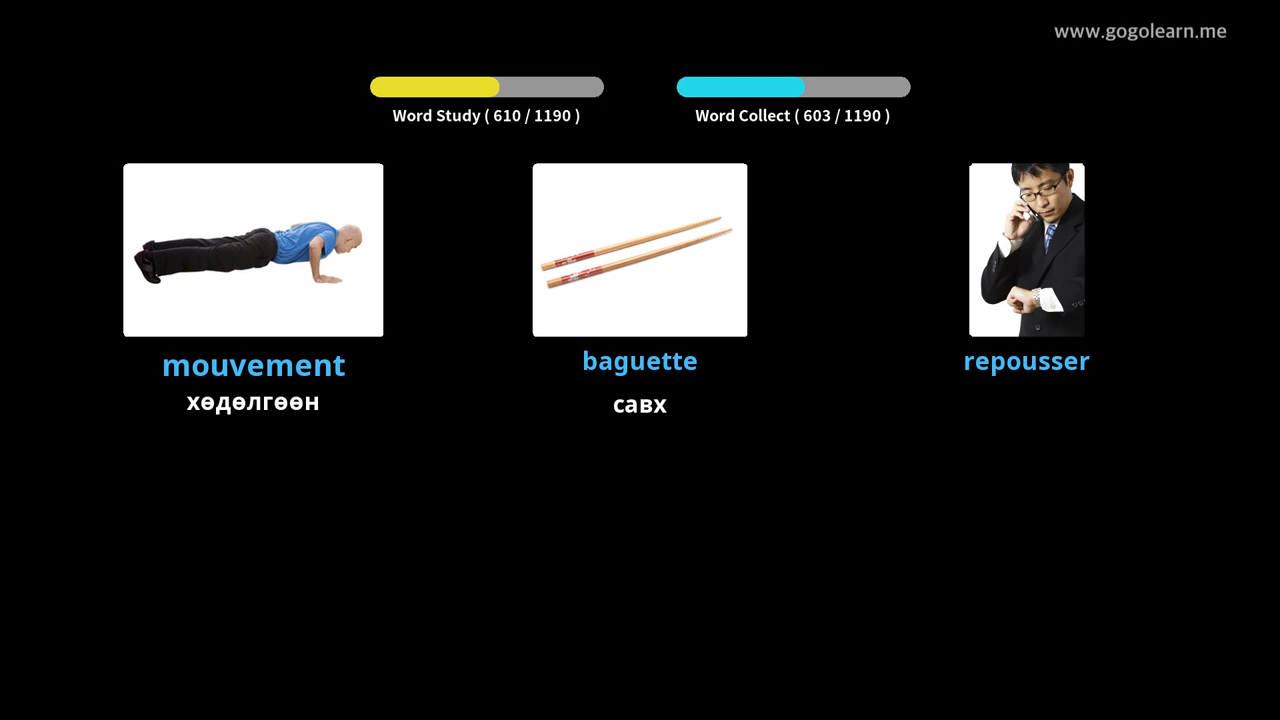 www.gogolearn.me
Word Study ( 610 / 1190 )
Word Collect ( 603 / 1190 )
mouvement
baguette
repousser
хөдөлгөөн
савх